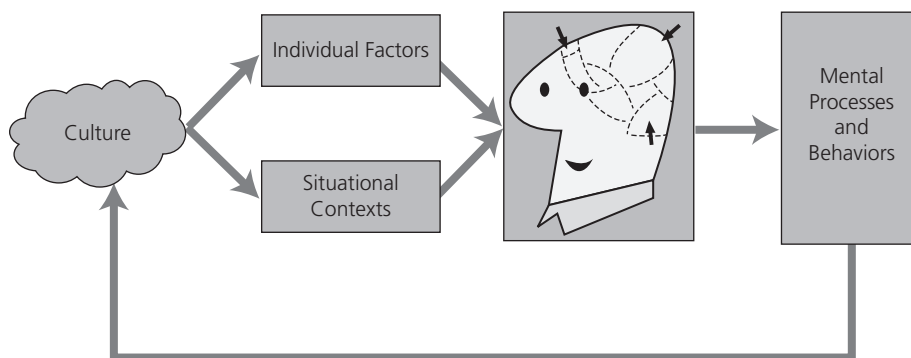 Culture
Individual Factors
Situational
Contexts
Mental
Processes
and
Behaviors